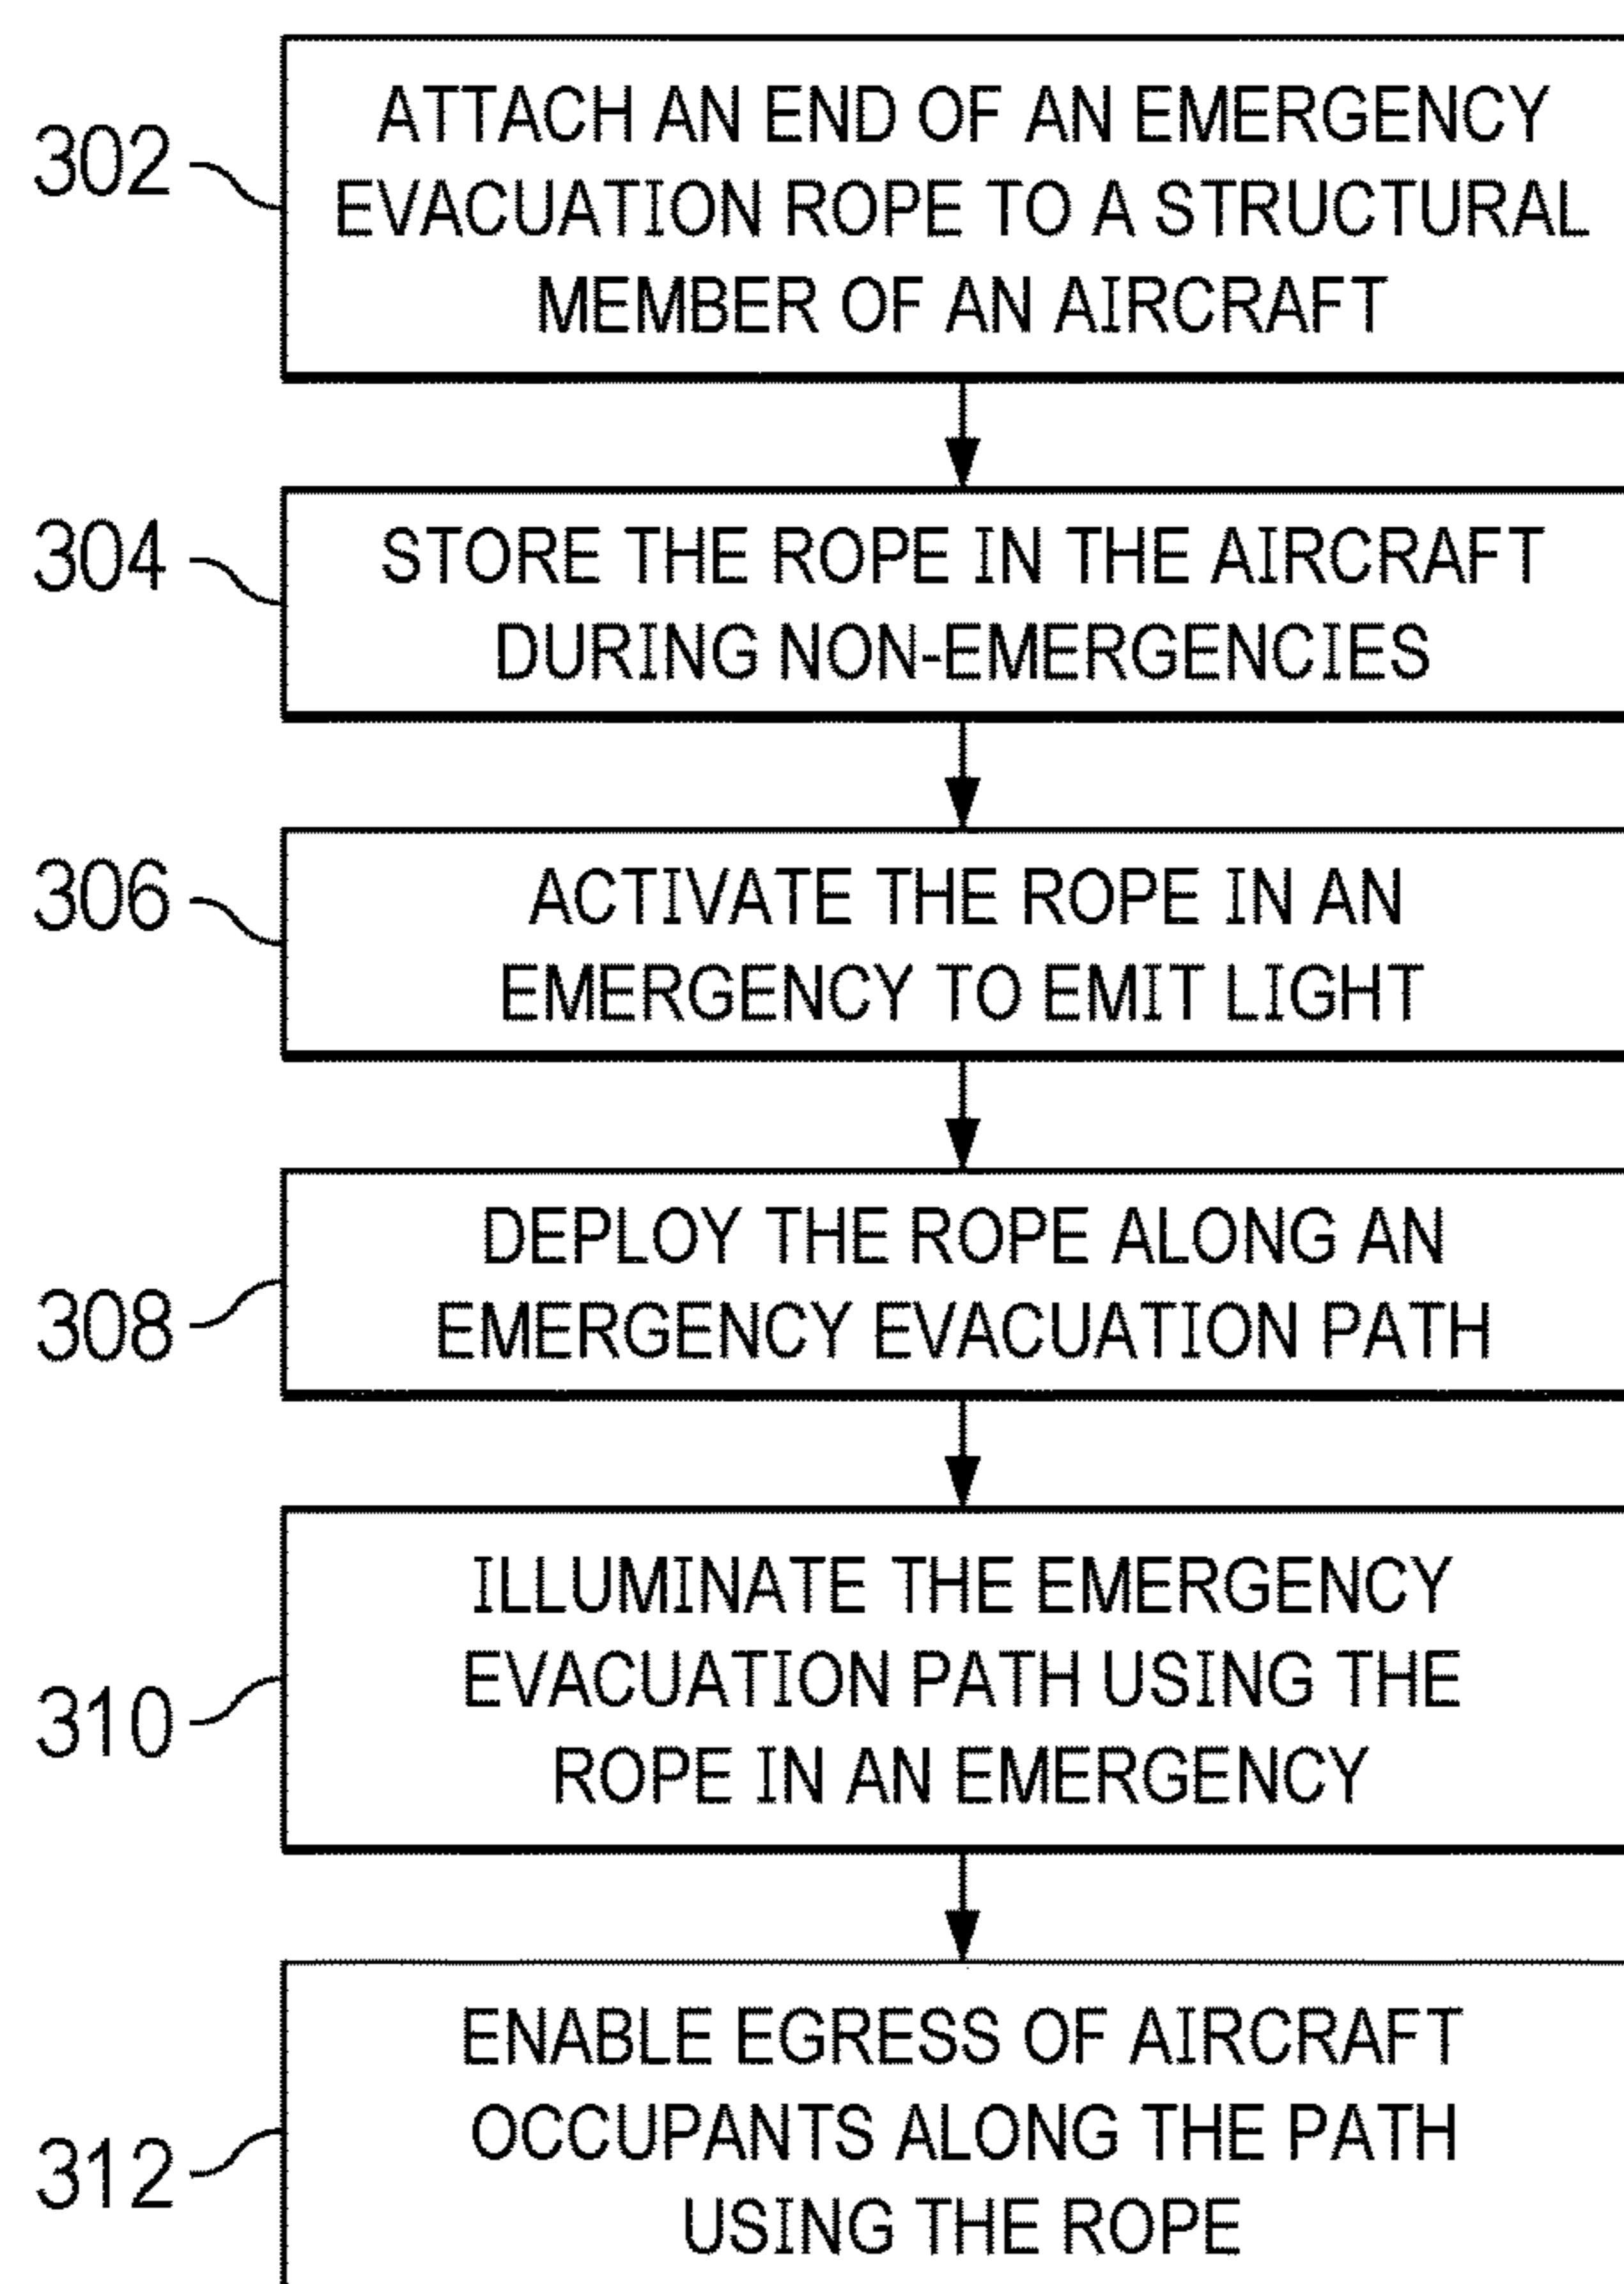 302
ATTACH AN END OF AN EMERGENCY
EVACUATION ROPE TO A STRUCTURAL
MEMBER OF AN AIRCRAFT
304
STORE THE ROPE IN THE AIRCRAFT
DURING NON-EMERGENCIES
306
ACTIVATE THE ROPE IN AN
EMERGENCY TO EMIT LIGHT
308
DEPLOY THE ROPE ALONG AN
EMERGENCY EVACUATION PATH
310
ILLUMINATE THE EMERGENCY
EVACUATION PATH USING THE
ROPE IN AN EMERGENCY
312
ENABLE EGRESS OF AIRCRAFT
OCCUPANTS ALONG THE PATH
USING THE ROPE